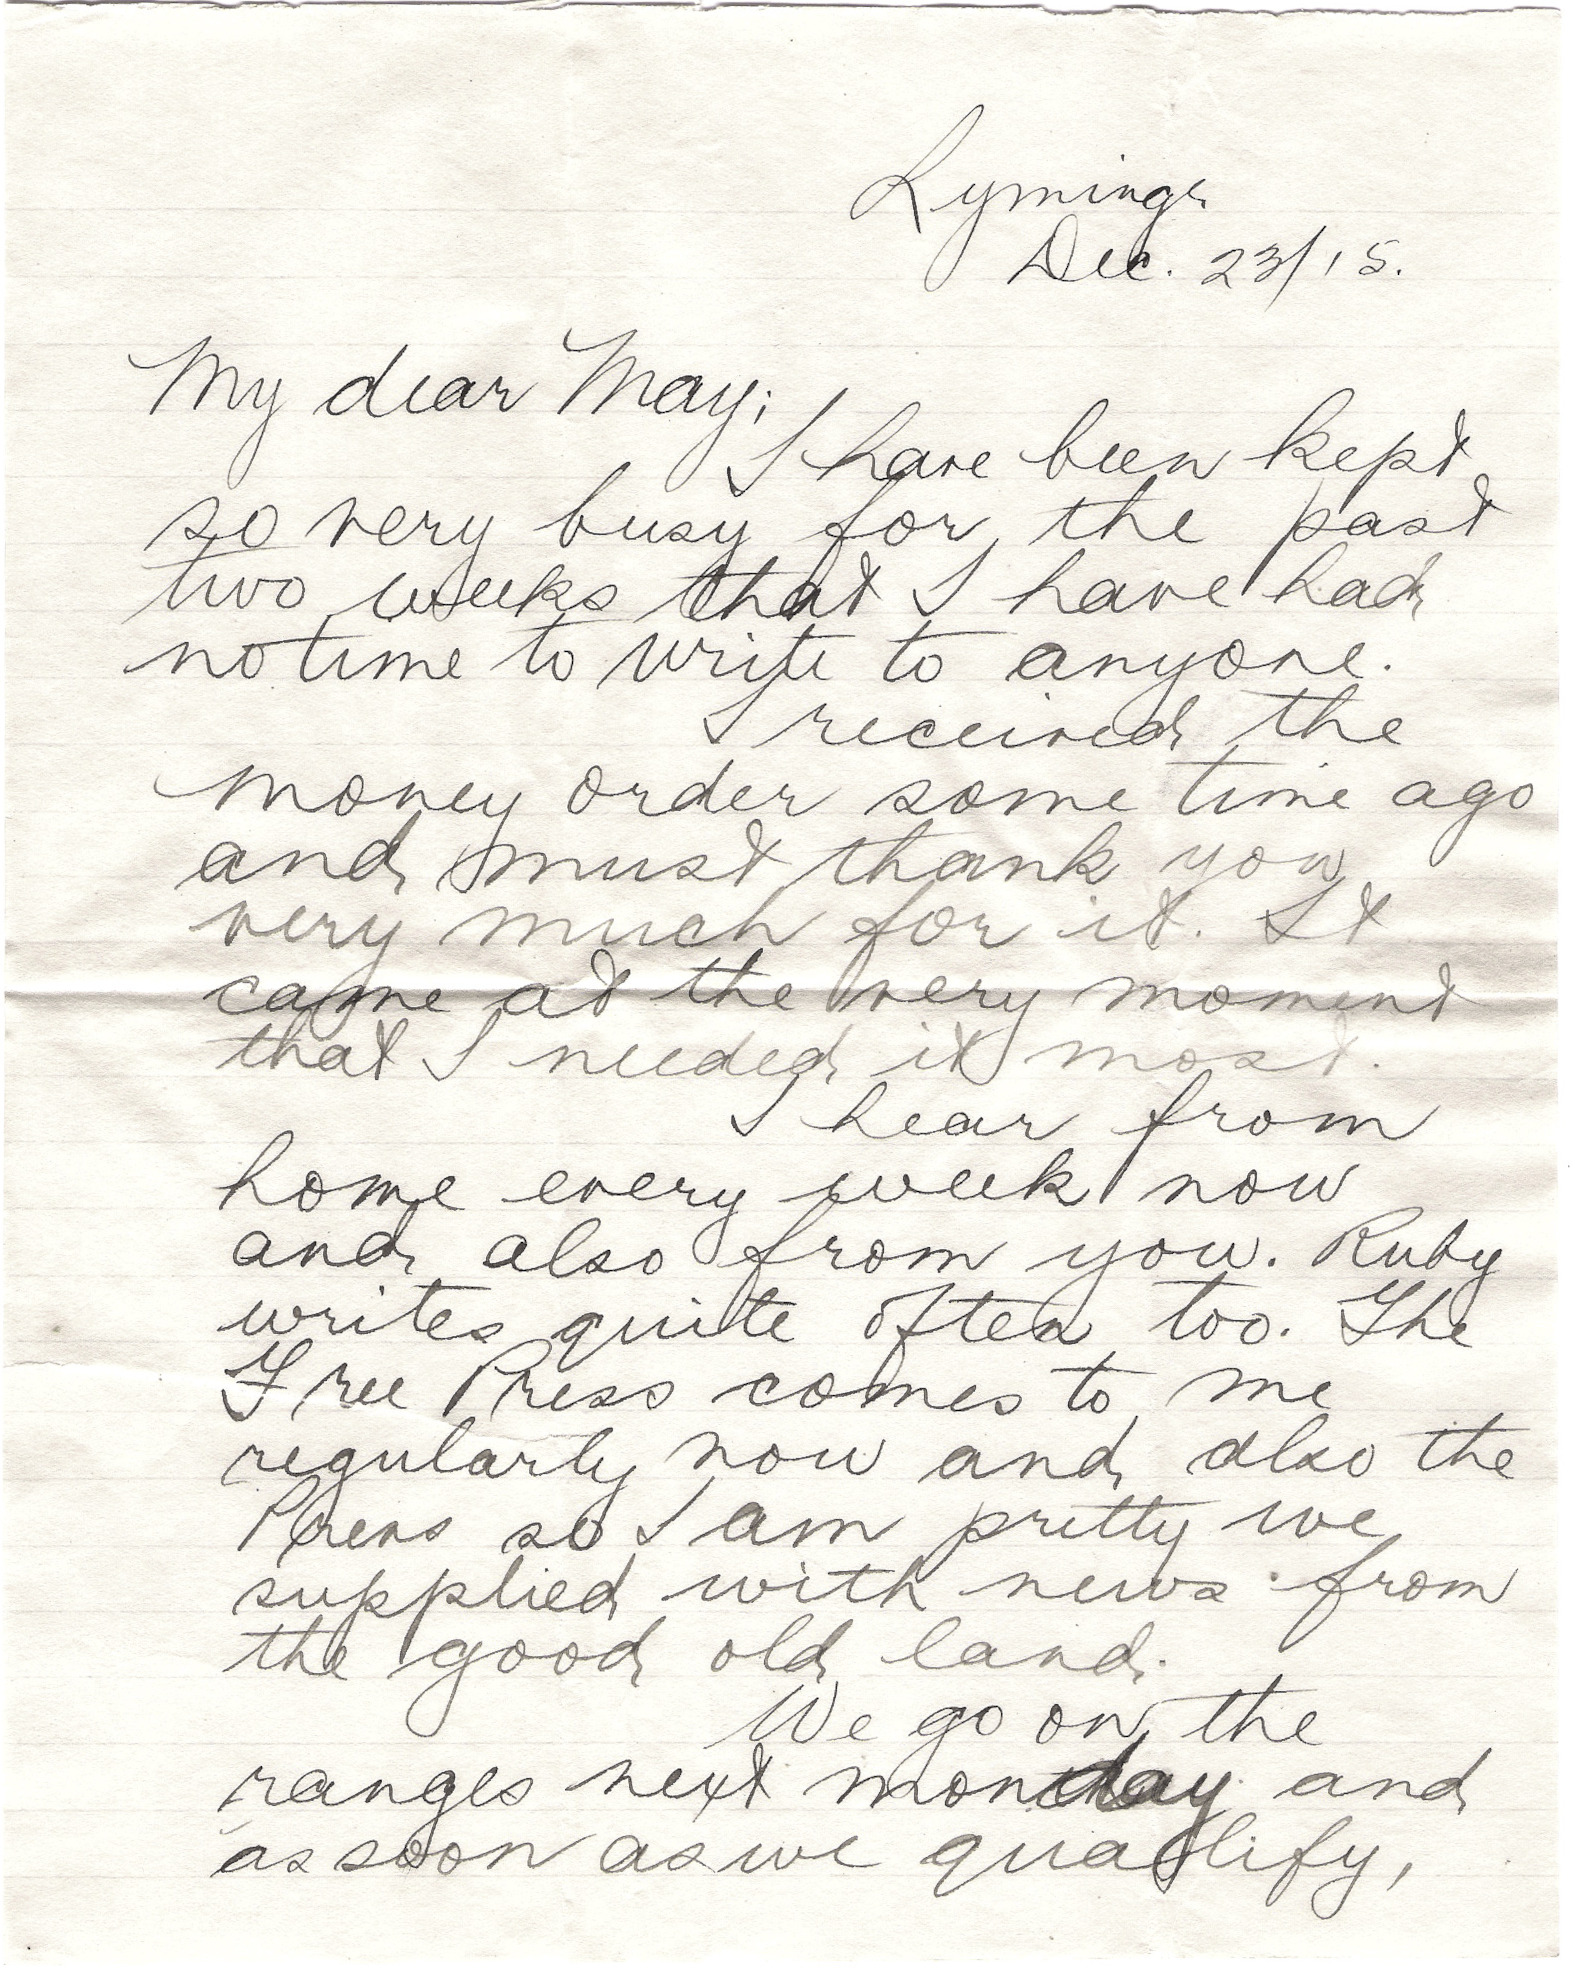 Lyminge
Dec. 23/15.
My dear May;
I have been kept
so very busy for the past
two weeks that I have had
no time to write to anyone.
I received the
money order some time ago
and must thank you
very much for it. It
came at the very moment
that I needed it most.
I hear from
home every week now
and also from you. Ruby
writes quite often too. The
Free Press comes to me
regularly now and also the
so I am pretty we
supplied with news from
the good old land.
We go on the
ranges next monday and
as soon as we qualify,